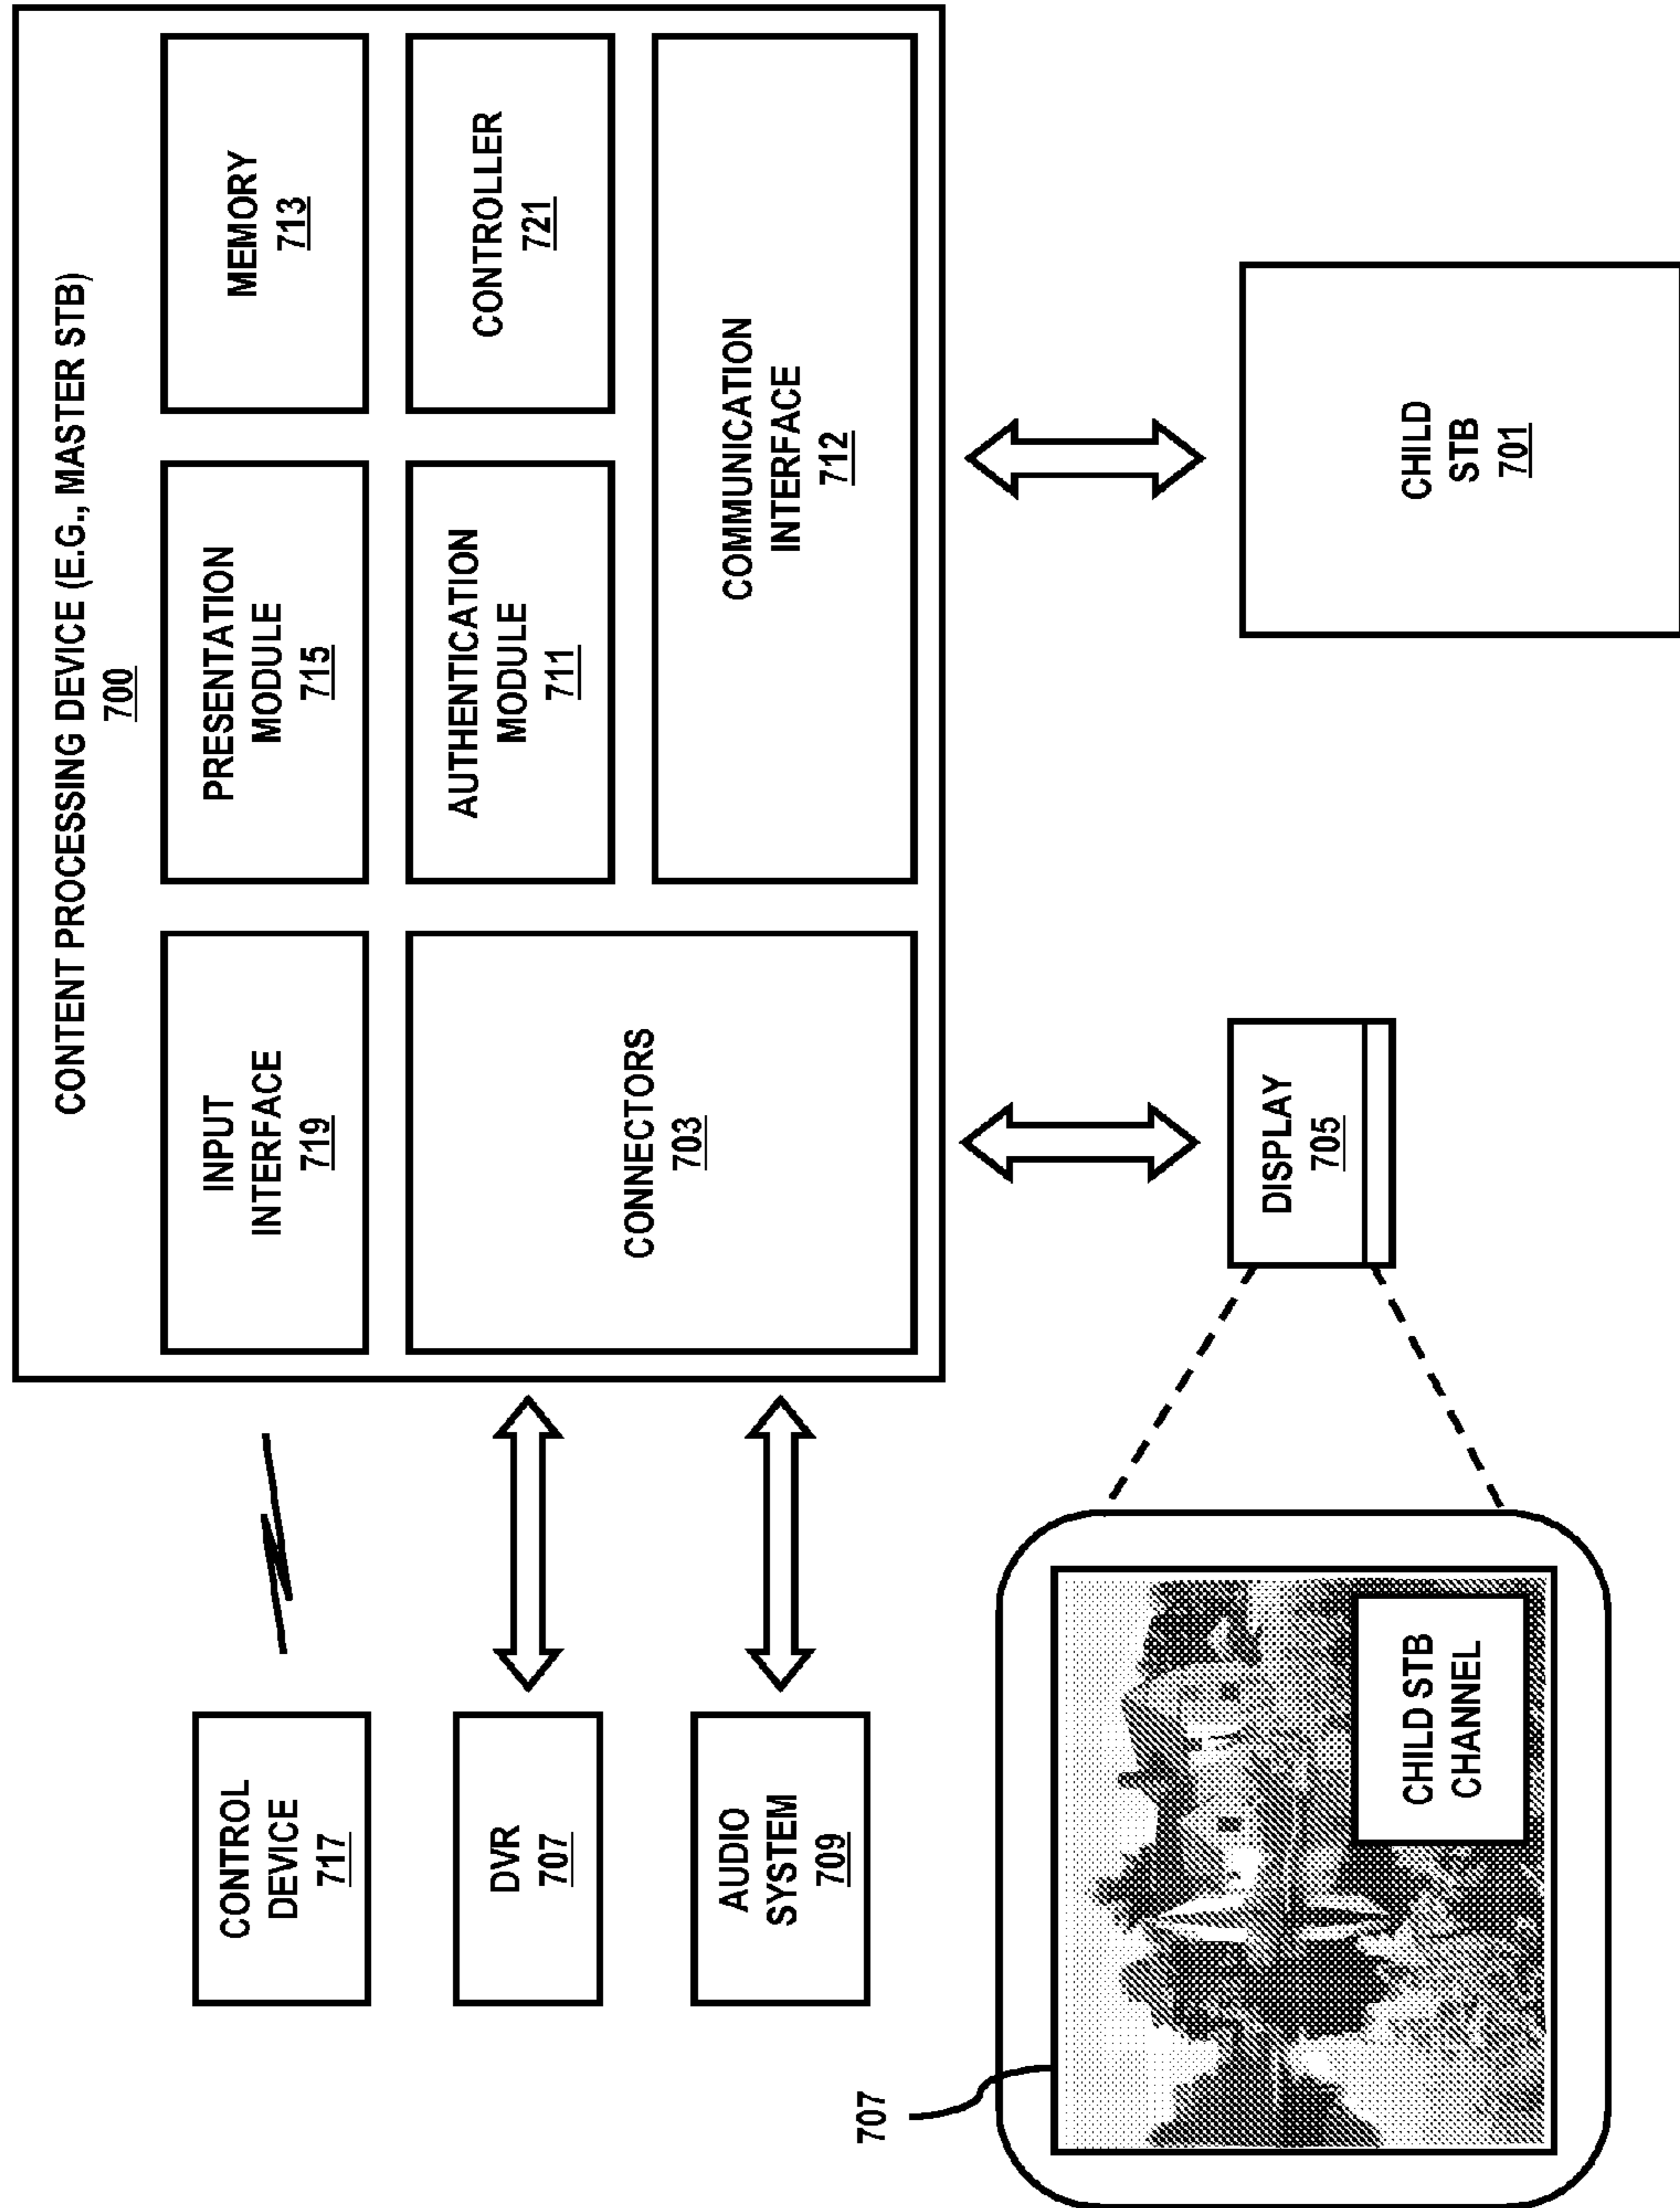 CONTENT PROCESSING DEVICE (E.G., MASTER STB)
700
INPUT
INTERFACE
719
PRESENTATION
MODULE
715
MEMORY
713
CONNECTORS
703
AUTHENTICATION
MODULE
711
CONTROLLER
721
COMMUNICATION
INTERFACE
712
CONTROL
DEVICE
717
DVR
707
AUDIO
SYSTEM
709
DISPLAY
705
CHILD
STB
701
707
CHILD STB
CHANNEL